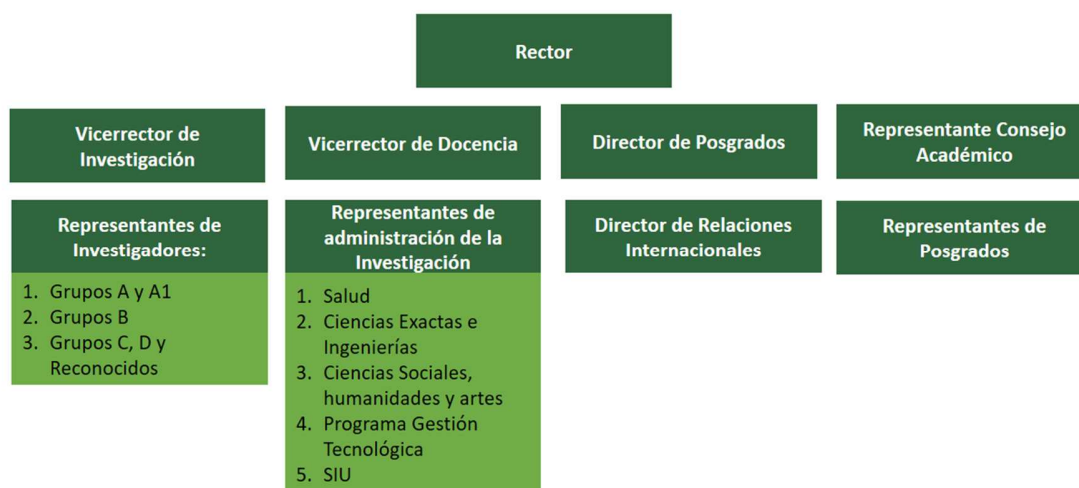 Rector
Vicerrector de
Investigación
Vicerrector de Docencia
Director de Posgrados
Representante Consejo
Académico
Representantes de
Investigadores:
1. Grupos A y A1
2. Grupos B
3. Grupos C, D y
Reconocidos
Representantes de
administración de la
Investigación
1. Salud
2. Ciencias Exactas e
Ingenierías
3. Ciencias Sociales,
humanidades y artes
4. Programa Gestión
Tecnológica
5. SIU
Director de Relaciones
Internacionales
Representantes de
Posgrados